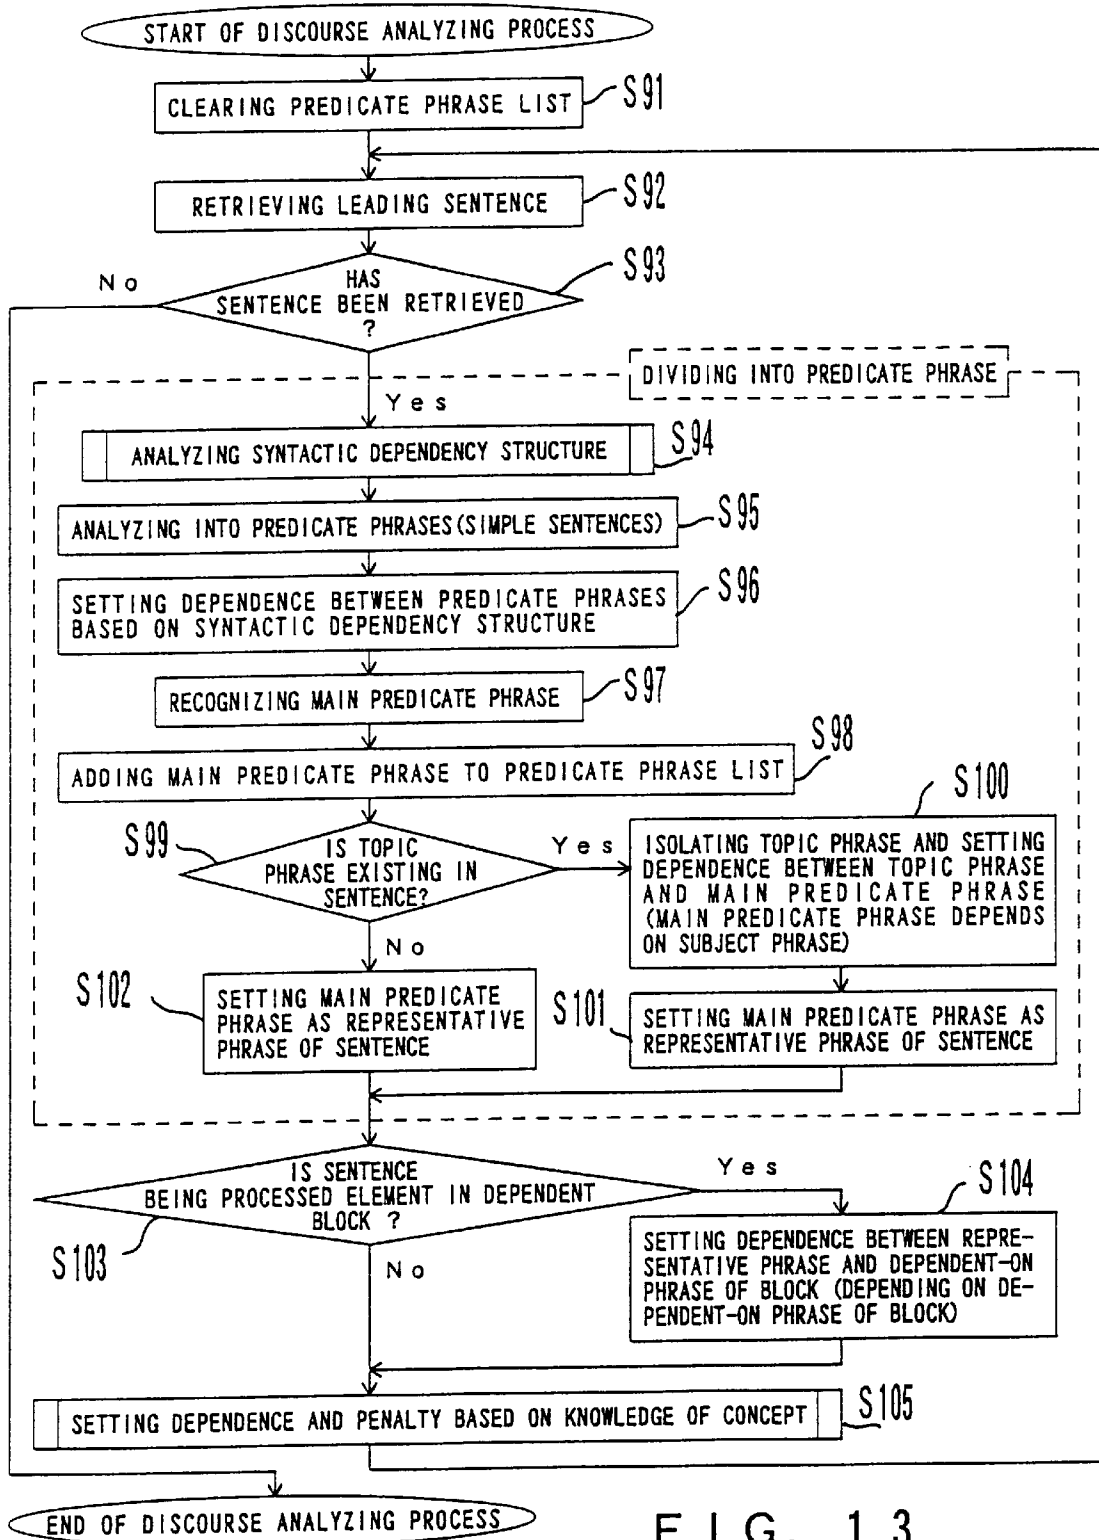 START OF DISCOURSE ANALYZING PROCESS
CLEARING PREDICATE PHRASE LIST
S91
RETRIEVING LEADING SENTENCE
S92
No
HAS
SENTENCE BEEN RETRIEVED
?
S93
DIVIDING INTO PREDICATE PHRASE
Yes
ANALYZING SYNTACTIC DEPENDENCY STRUCTURE
S94
ANALYZING INTO PREDICATE PHRASES(SIMPLE SENTENCES)
S95
SETTING DEPENDENCE BETWEEN PREDICATE PHRASES
BASED ON SYNTACTIC DEPENDENCY STRUCTURE
S96
RECOGNIZING MAIN PREDICATE PHRASE
S97
ADDING MAIN PREDICATE PHRASE TO PREDICATE PHRASE LIST
S98
S99
IS TOPIC
PHRASE EXISTING IN
SENTENCE?
Yes
S100
ISOLATING TOPIC PHRASE AND SETTING
DEPENDENCE BETWEEN TOPIC PHRASE
AND MAIN PREDICATE PHRASE
(MAIN PREDICATE PHRASE DEPENDS
ON SUBJECT PHRASE)
No
S102
SETTING MAIN PREDICATE
PHRASE AS REPRESENTATIVE
PHRASE OF SENTENCE
S101
SETTING MAIN PREDICATE PHRASE AS
REPRESENTATIVE PHRASE OF SENTENCE
IS SENTENCE
BEING PROCESSED ELEMENT IN DEPENDENT
BLOCK ?
S103
Yes
S104
SETTING DEPENDENCE BETWEEN REPRE-
SENTATIVE PHRASE AND DEPENDENT-ON
PHRASE OF BLOCK (DEPENDING ON DE-
PENDENT-ON PHRASE OF BLOCK)
No
SETTING DEPENDENCE AND PENALTY BASED ON KNOWLEDGE OF CONCEPT
S105
END OF DISCOURSE ANALYZING PROCESS
FIG. 13